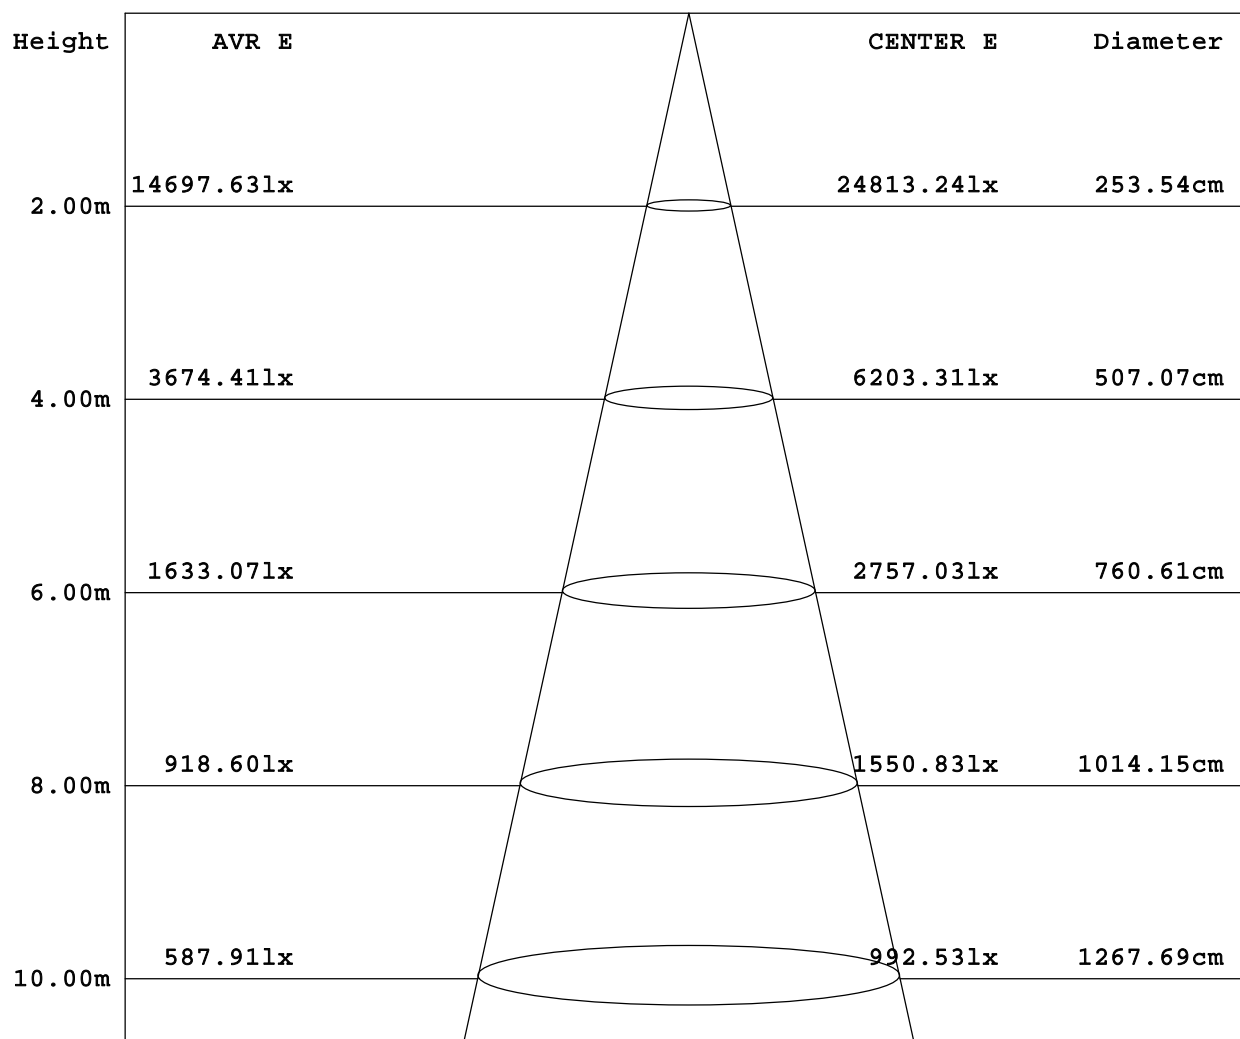 Height AVR E CENTER E Diameter
14697.63lx 24813.24lx 253.54cm
2.00m
3674.41lx 6203.31lx 507.07cm
4.00m
1633.07lx 2757.03lx 760.61cm
6.00m
918.60lx 1550.83lx 1014.15cm
8.00m
587.91lx 992.53lx 1267.69cm
10.00m